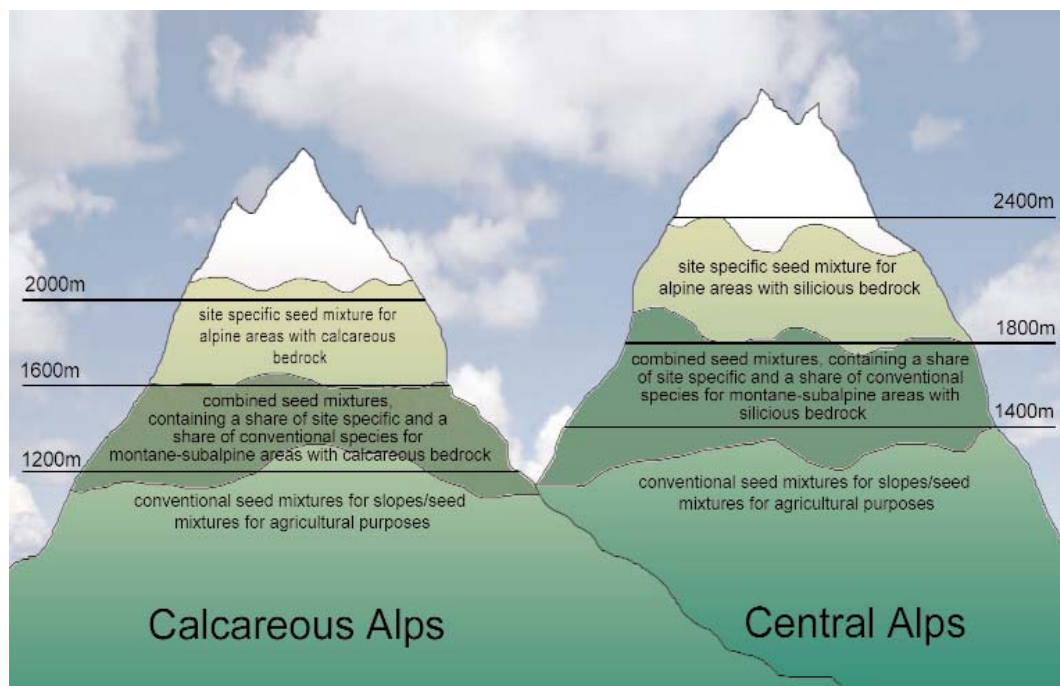 2400m
site specific seed mixture for
alpine areas with silicious bedrock
2000m
site specific seed mixture for
alpine areas with calcareous
bedrock
1800m
combined seed mixtures, containing a share
of site specific and a share of conventional
species for montane-subalpine areas with
silicious bedrock
1600m
combined seed mixtures,
containing a share of site specific and a
share of conventional species for
montane-subalpine areas with calcareous bedrock
1400m
1200m
conventional seed mixtures for slopes/seed
mixtures for agricultural purposes
conventional seed mixtures for slopes/seed
mixtures for agricultural purposes
Calcareous Alps
Central Alps